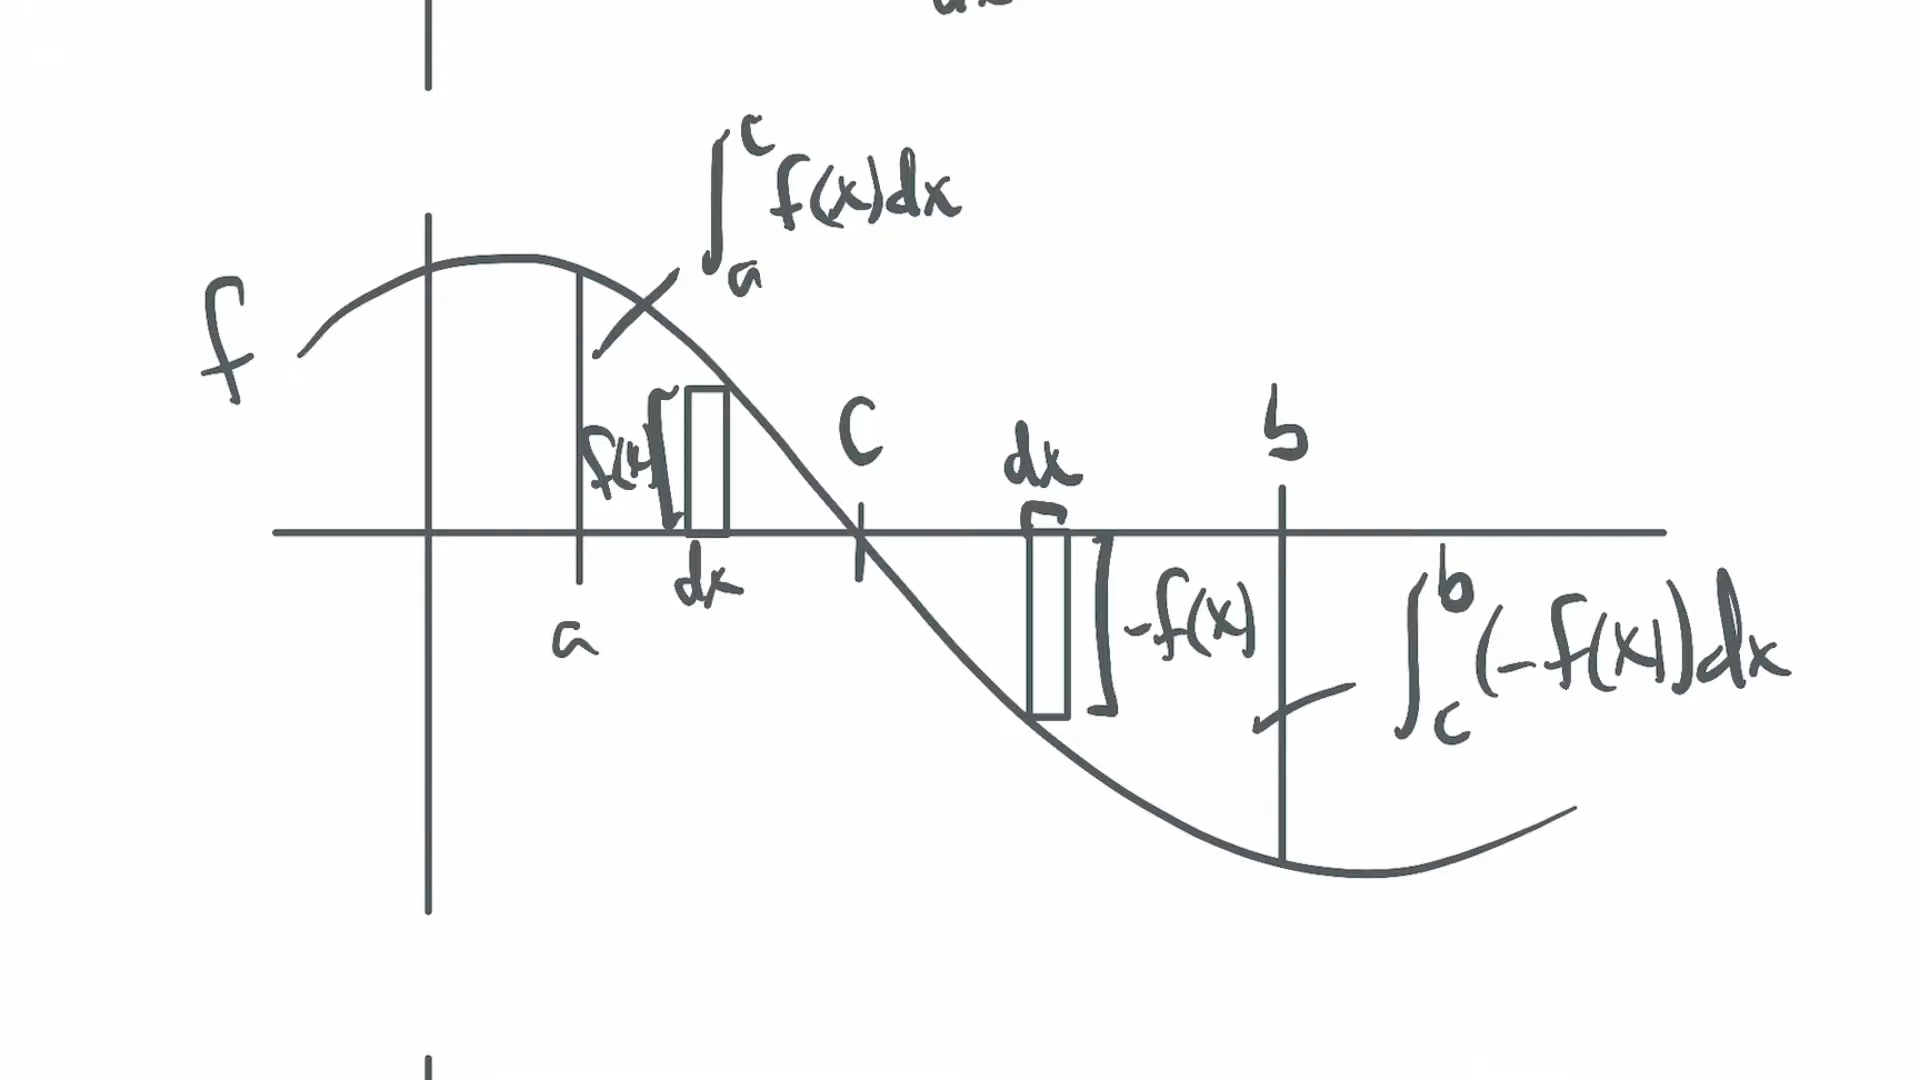 ∫_a^c f(x)dx
f
f(x)
dx
a
C
dx
-f(x)
b
∫_c^b (-f(x))dx